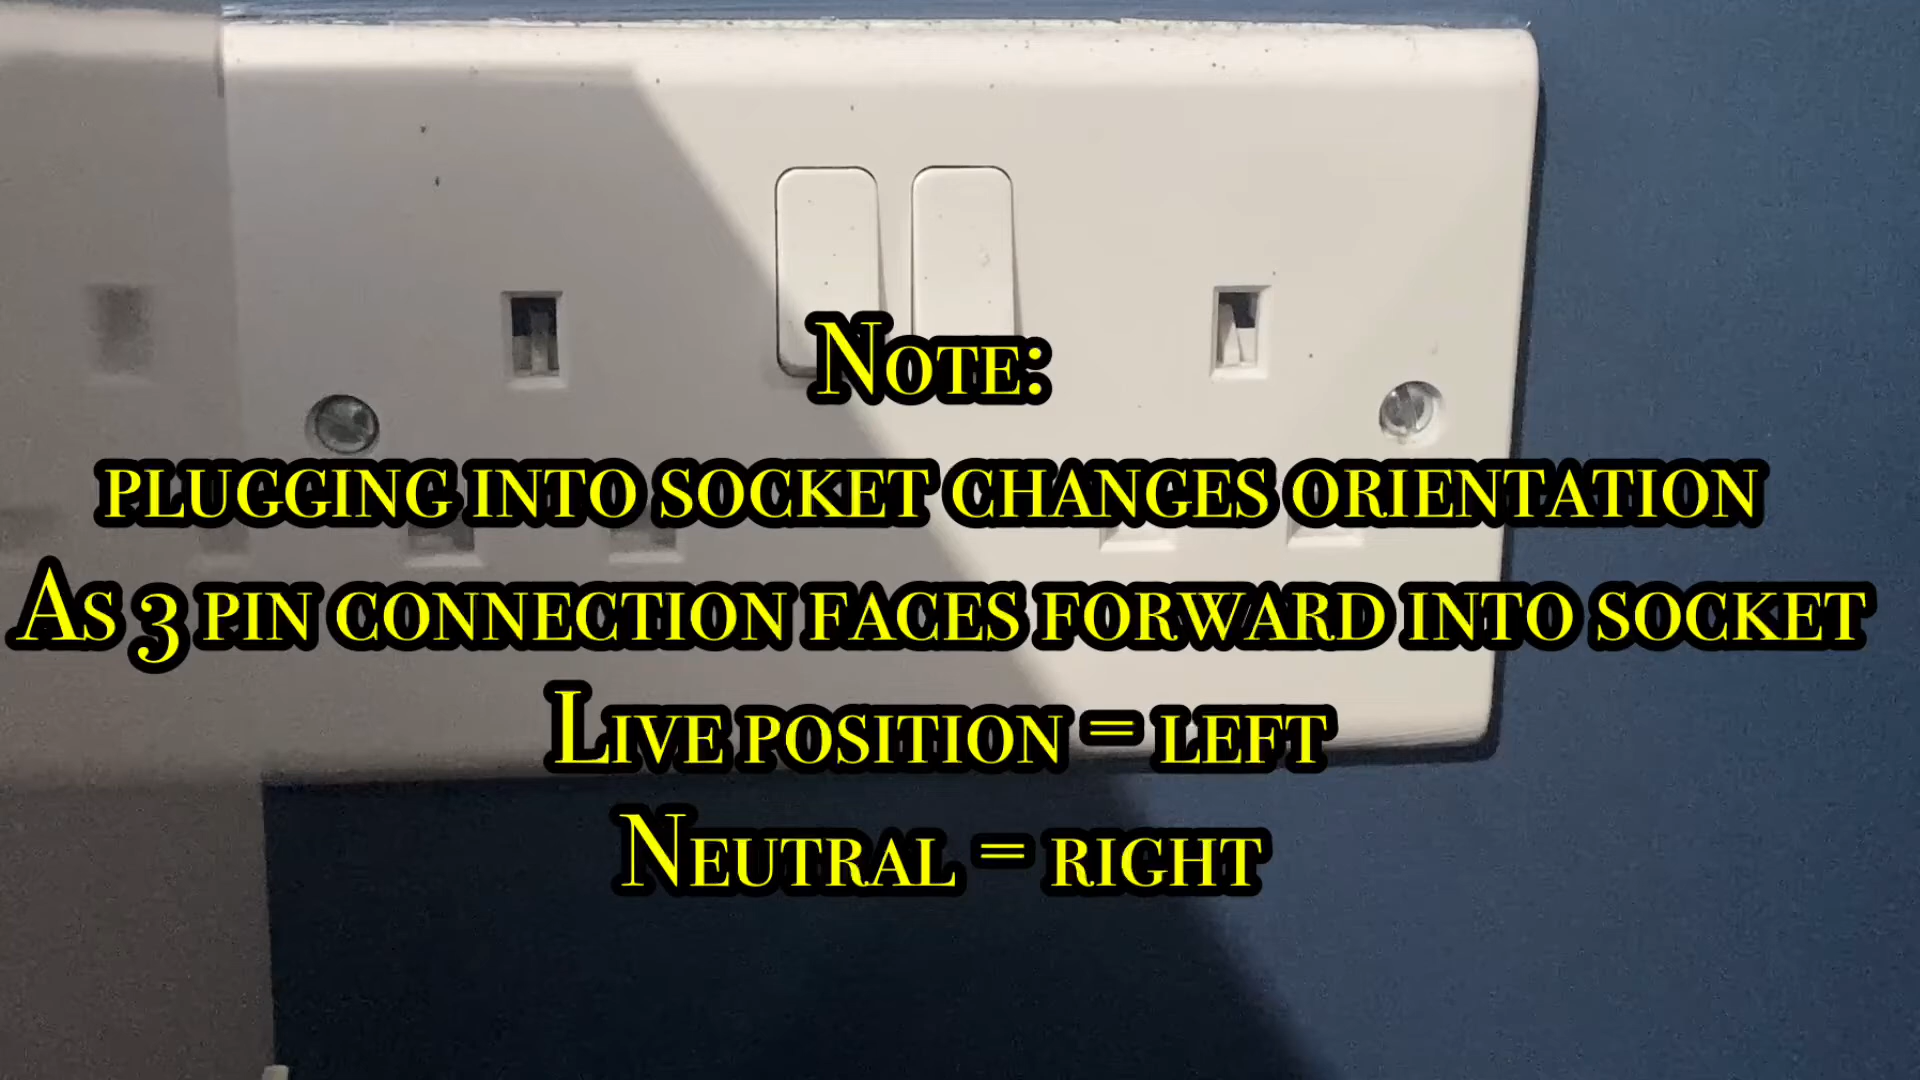 Note:
plugging into socket changes orientation
As 3 pin connection faces forward into socket
Live position = left
Neutral = right